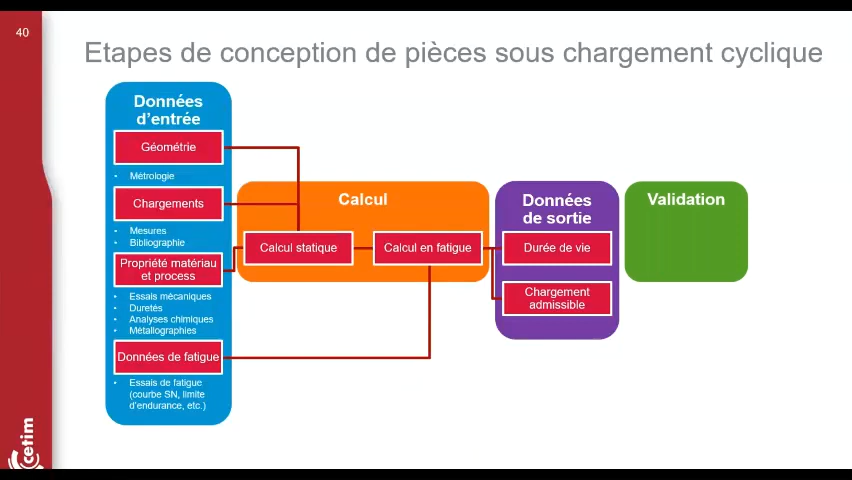 40
Etapes de conception de pièces sous chargement cyclique
Données
d'entrée
Géométrie
• Métrologie
Chargements
• Mesures
• Bibliographie
Propriété matériau
et process
• Essais mécaniques
• Duretés
• Analyses chimiques
• Métallographies
Données de fatigue
• Essais de fatigue
(courbe SN, limite
d'endurance, etc.)
Calcul
Calcul statique
Calcul en fatigue
Données
de sortie
Durée de vie
Chargement
admissible
Validation
cetim